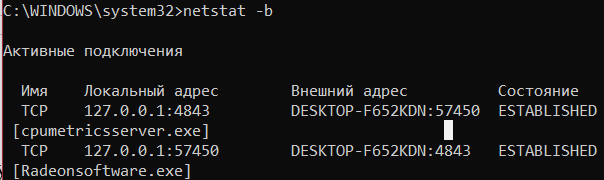 C:\WINDOWS\system32>netstat -b
Активные подключения
Имя Локальный адрес Внешний адрес Состояние
TCP 127.0.0.1:4843 DESKTOP-F652KDN:57450 ESTABLISHED
[cpumetricsserver.exe]
TCP 127.0.0.1:57450 DESKTOP-F652KDN:4843 ESTABLISHED
[Radeonsoftware.exe]